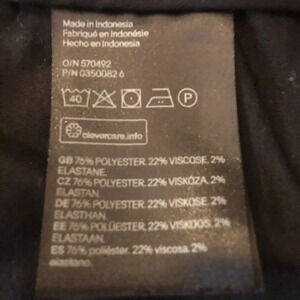 Made in Indonesia
Fabriqué en Indonésie
Hecho en Indonesia
O/N 570492
P/N 0350082 6
40 P
clevercare.info
GB 76% POLYESTER. 22% VISCOSE. 2%
ELASTANE.
CZ 76% POLYESTER. 22% VISKÓZA. 2%
ELASTAN.
DE 76% POLYESTER. 22% VISKOSE. 2%
ELASTHAN.
EE 76% POLÜESTER. 22% VISKOOS. 2%
ELASTAAN.
ES 76% poliéster. 22% viscosa. 2%
elastano.